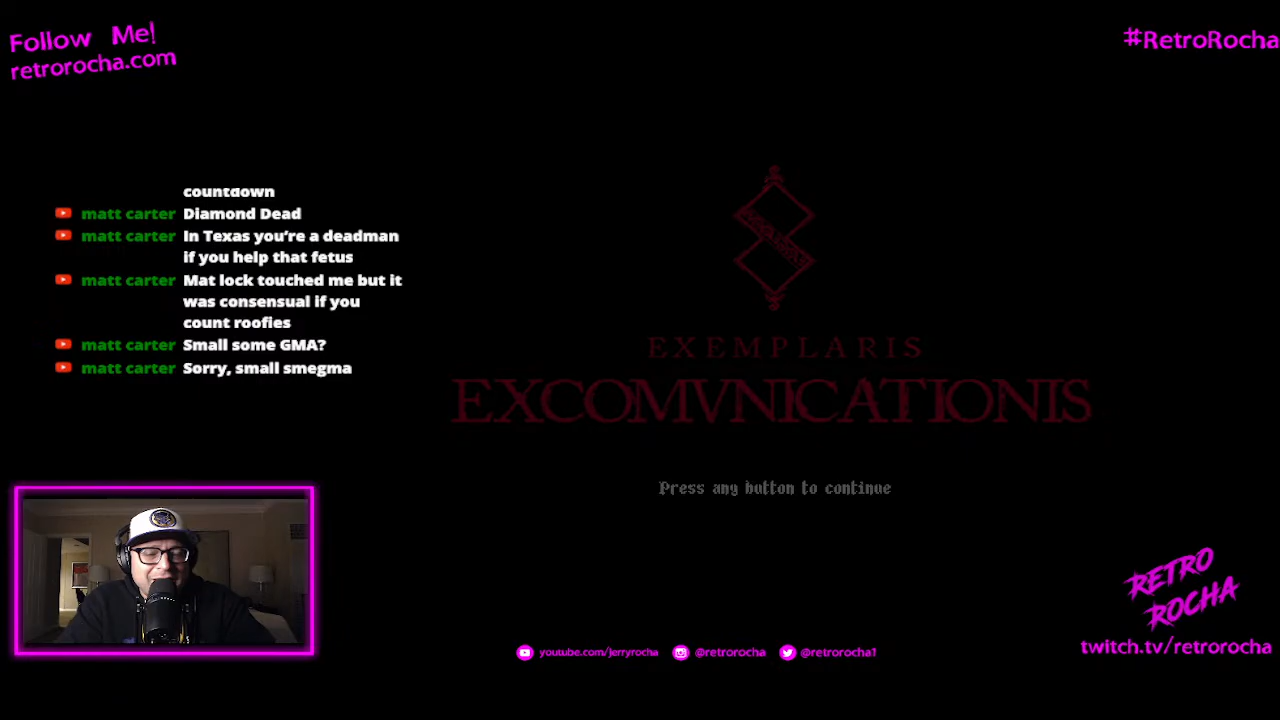 Follow Me!
retrorocha.com
#RetroRocha
countdown
matt carter Diamond Dead
matt carter In Texas you’re a deadman
if you help that fetus
matt carter Mat lock touched me but it
was consensual if you
count roofies
matt carter Small some GMA?
matt carter Sorry, small smegma
EXEMPLARIS
EXCOMVNICATIONIS
Press any button to continue
RETRO
ROCHA
twitch.tv/retrorocha
youtube.com/jerryrocha @retrorocha @retrorocha1